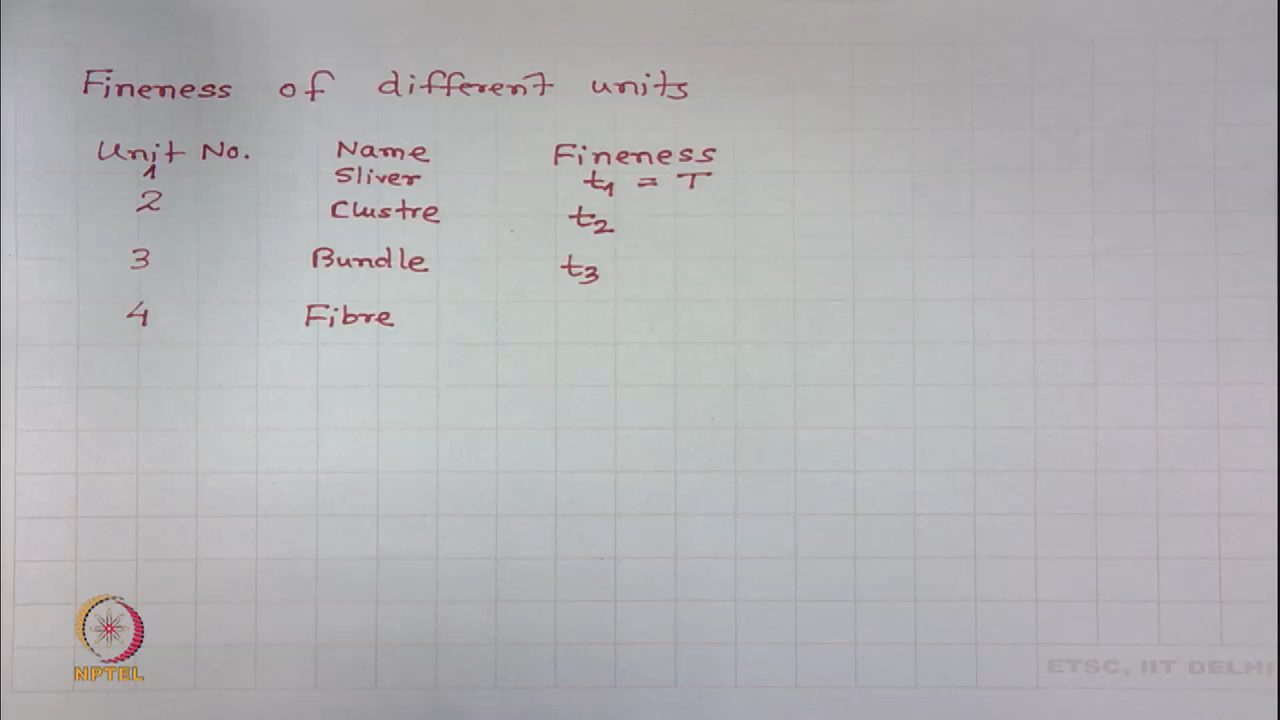 Fineness of different units
Unit No. Name Fineness
1 Sliver t1 = T
2 Clustre t2
3 Bundle t3
4 Fibre
NPTEL
ETSC, IIT DELHI